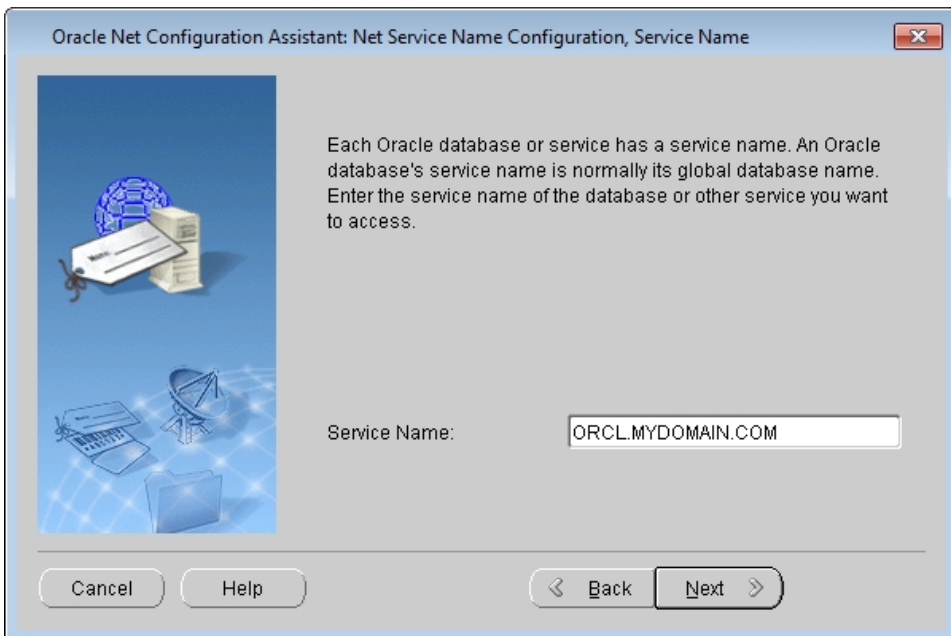 Oracle Net Configuration Assistant: Net Service Name Configuration, Service Name
Each Oracle database or service has a service name. An Oracle
database's service name is normally its global database name.
Enter the service name of the database or other service you want
to access.
Service Name:
ORCL.MYDOMAIN.COM
Cancel
Help
Back
Next